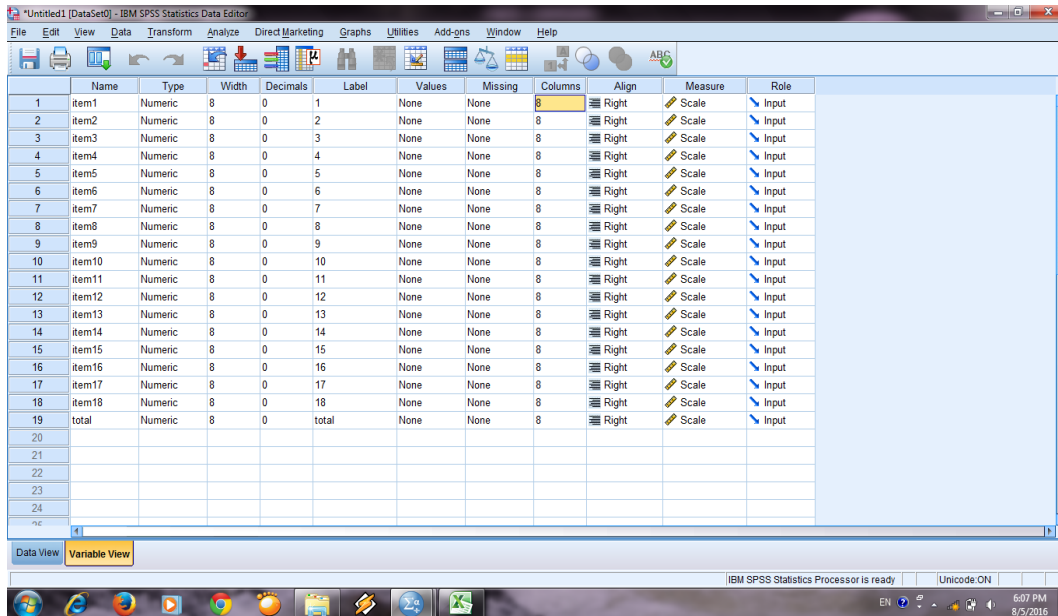 *Untitled1 [DataSet0] - IBM SPSS Statistics Data Editor
File Edit View Data Transform Analyze Direct Marketing Graphs Utilities Add-ons Window Help
Name Type Width Decimals Label Values Missing Columns Align Measure Role
1 item1 Numeric 8 0 1 None None 8 Right Scale Input
2 item2 Numeric 8 0 2 None None 8 Right Scale Input
3 item3 Numeric 8 0 3 None None 8 Right Scale Input
4 item4 Numeric 8 0 4 None None 8 Right Scale Input
5 item5 Numeric 8 0 5 None None 8 Right Scale Input
6 item6 Numeric 8 0 6 None None 8 Right Scale Input
7 item7 Numeric 8 0 7 None None 8 Right Scale Input
8 item8 Numeric 8 0 8 None None 8 Right Scale Input
9 item9 Numeric 8 0 9 None None 8 Right Scale Input
10 item10 Numeric 8 0 10 None None 8 Right Scale Input
11 item11 Numeric 8 0 11 None None 8 Right Scale Input
12 item12 Numeric 8 0 12 None None 8 Right Scale Input
13 item13 Numeric 8 0 13 None None 8 Right Scale Input
14 item14 Numeric 8 0 14 None None 8 Right Scale Input
15 item15 Numeric 8 0 15 None None 8 Right Scale Input
16 item16 Numeric 8 0 16 None None 8 Right Scale Input
17 item17 Numeric 8 0 17 None None 8 Right Scale Input
18 item18 Numeric 8 0 18 None None 8 Right Scale Input
19 total Numeric 8 0 total None None 8 Right Scale Input
20
21
22
23
24
Data View Variable View
IBM SPSS Statistics Processor is ready Unicode:ON
EN 6:07 PM
8/5/2016